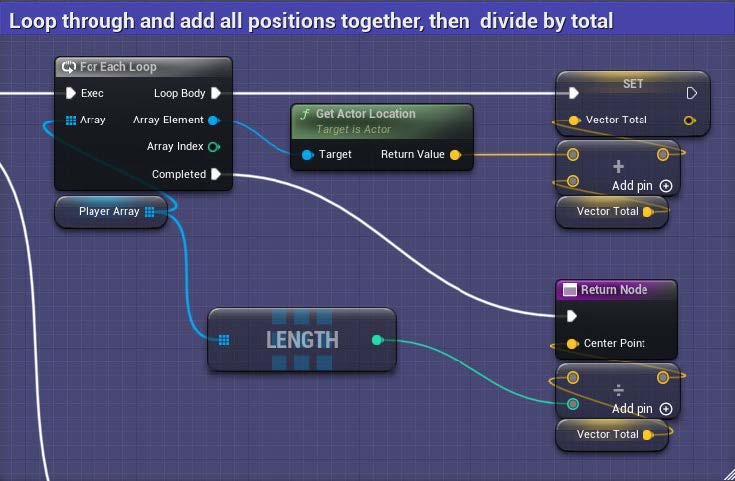 Loop through and add all positions together, then  divide by total
For Each Loop
Exec
Loop Body
Array
Array Element
Array Index
Completed
Player Array
f
Get Actor Location
Target is Actor
Target
Return Value
SET
Vector Total
+
Add pin
Vector Total
LENGTH
Return Node
Center Point
÷
Add pin
Vector Total